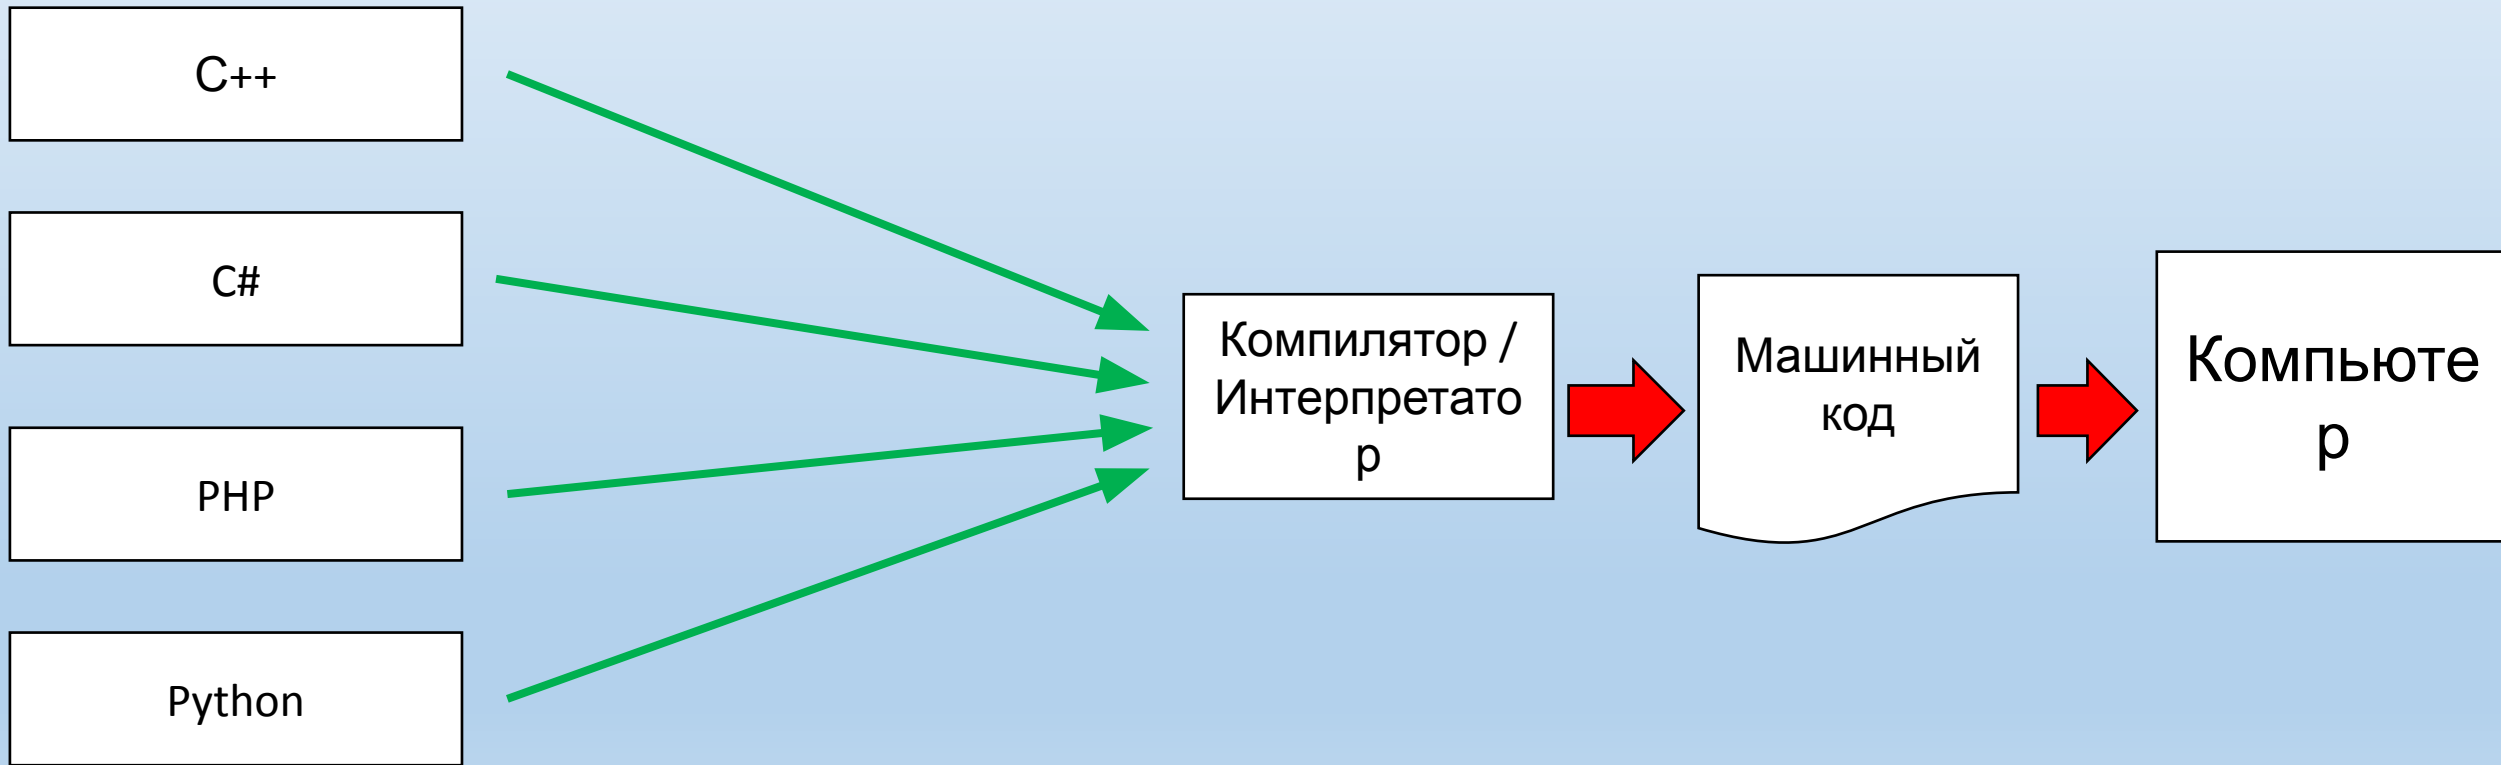 C++
C#
PHP
Python
Компилятор /
Интерпретато
р
Машинный
код
Компьюте
р